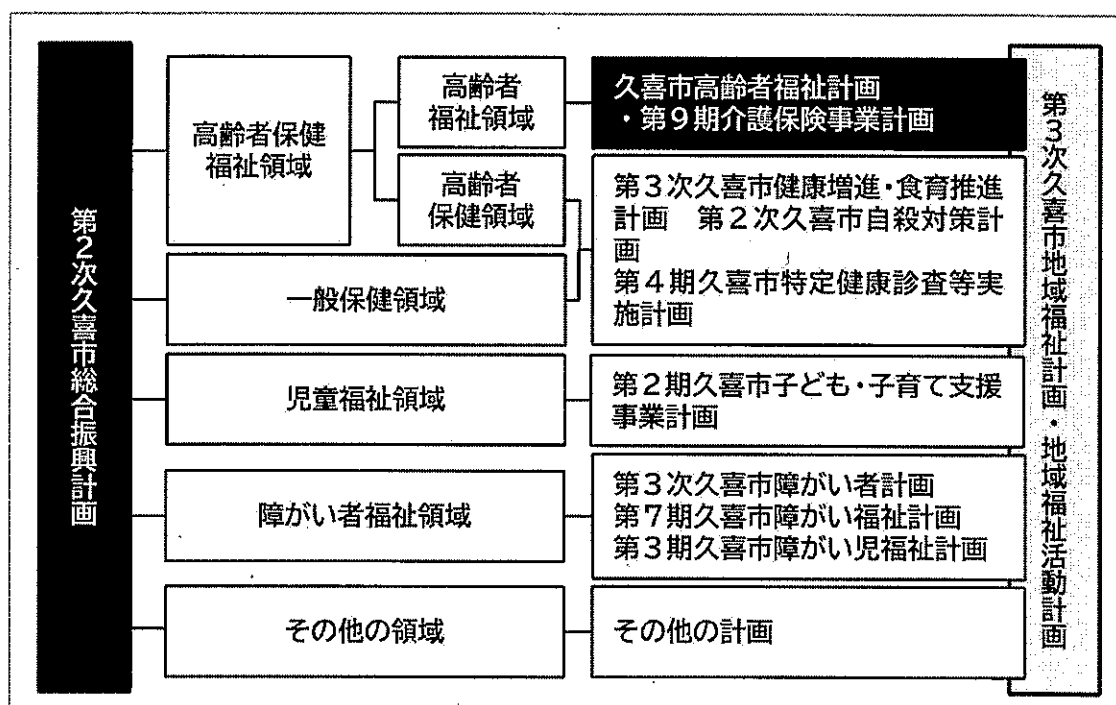 第2次久喜市総合振興計画
高齢者保健
福祉領域
高齢者
福祉領域
久喜市高齢者福祉計画
・第9期介護保険事業計画
高齢者
保健領域
一般保健領域
第3次久喜市健康増進・食育推進
計画　第2次久喜市自殺対策計
画
第4期久喜市特定健康診査等実
施計画
児童福祉領域
第2期久喜市子ども・子育て支援
事業計画
障がい者福祉領域
第3次久喜市障がい者計画
第7期久喜市障がい福祉計画
第3期久喜市障がい児福祉計画
その他の領域
その他の計画
第3次久喜市地域福祉計画・地域福祉活動計画